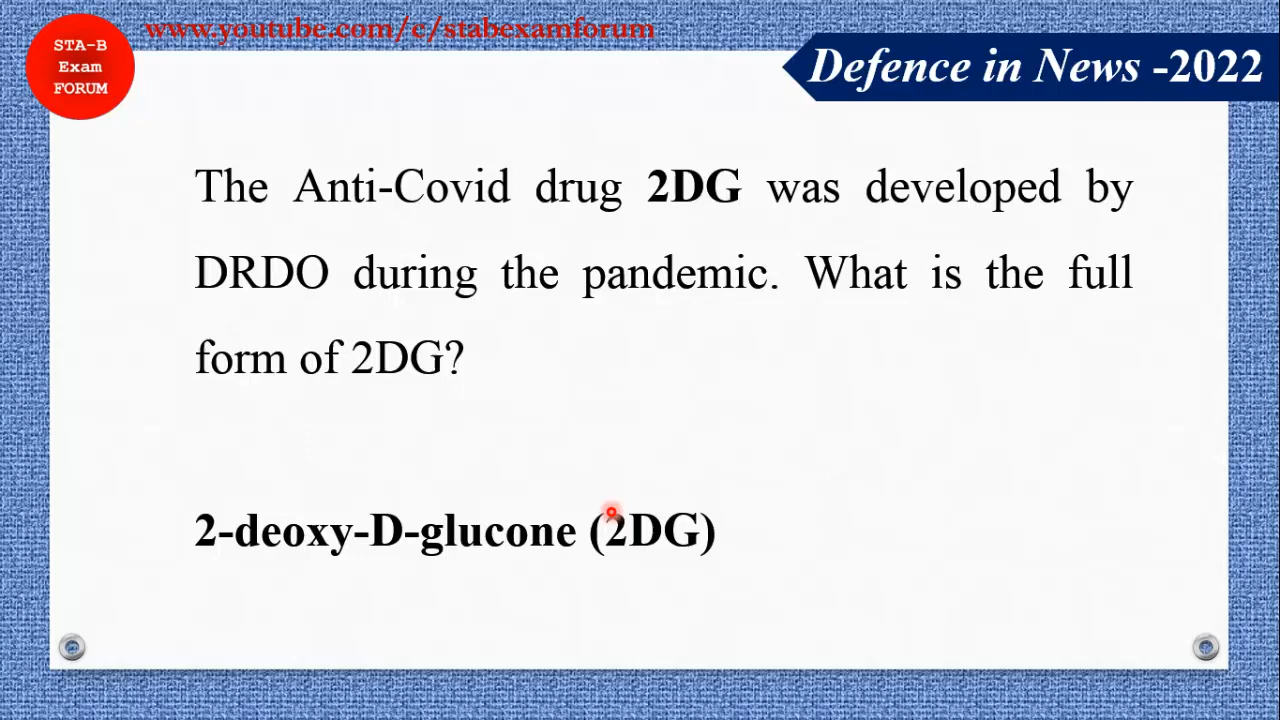 www.youtube.com/c/stabexamforum
STA-B
Exam
FORUM
Defence in News -2022
The Anti-Covid drug 2DG was developed by
DRDO during the pandemic. What is the full
form of 2DG?
2-deoxy-D-glucone (2DG)